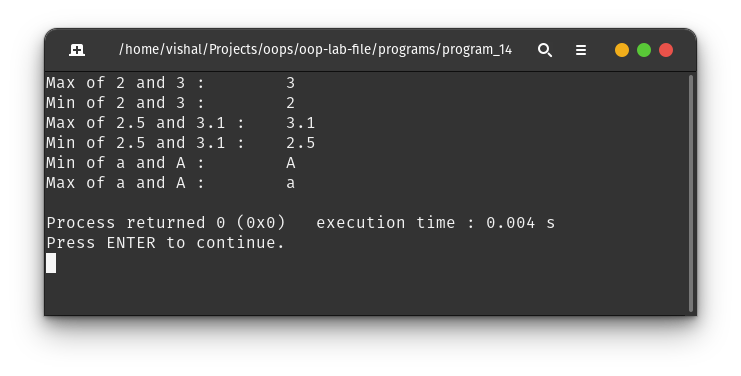 /home/vishal/Projects/oops/oop-lab-file/programs/program_14
Max of 2 and 3 :        3
Min of 2 and 3 :        2
Max of 2.5 and 3.1 :    3.1
Min of 2.5 and 3.1 :    2.5
Min of a and A :        A
Max of a and A :        a
Process returned 0 (0x0)   execution time : 0.004 s
Press ENTER to continue.